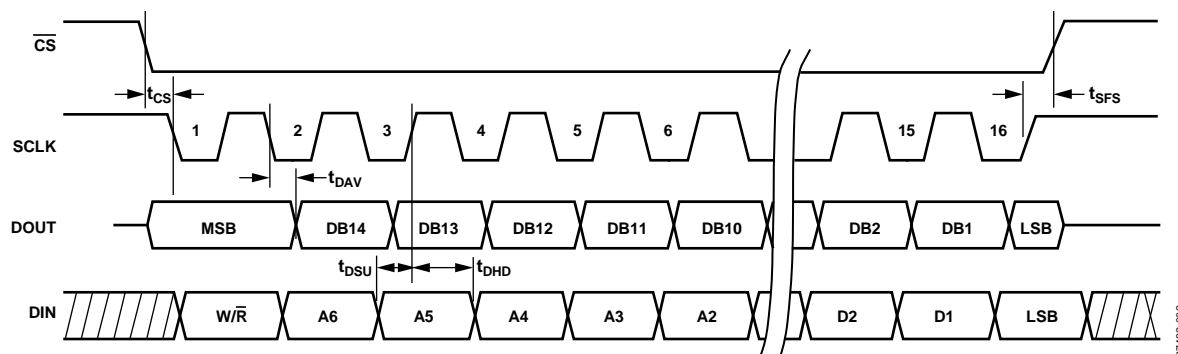 CS
tCS
tSFS
SCLK
1 2 3 4 5 6 15 16
tDAV
DOUT
MSB DB14 DB13 DB12 DB11 DB10 DB2 DB1 LSB
tDSU
tDHD
DIN
W/R̅ A6 A5 A4 A3 A2 D2 D1 LSB